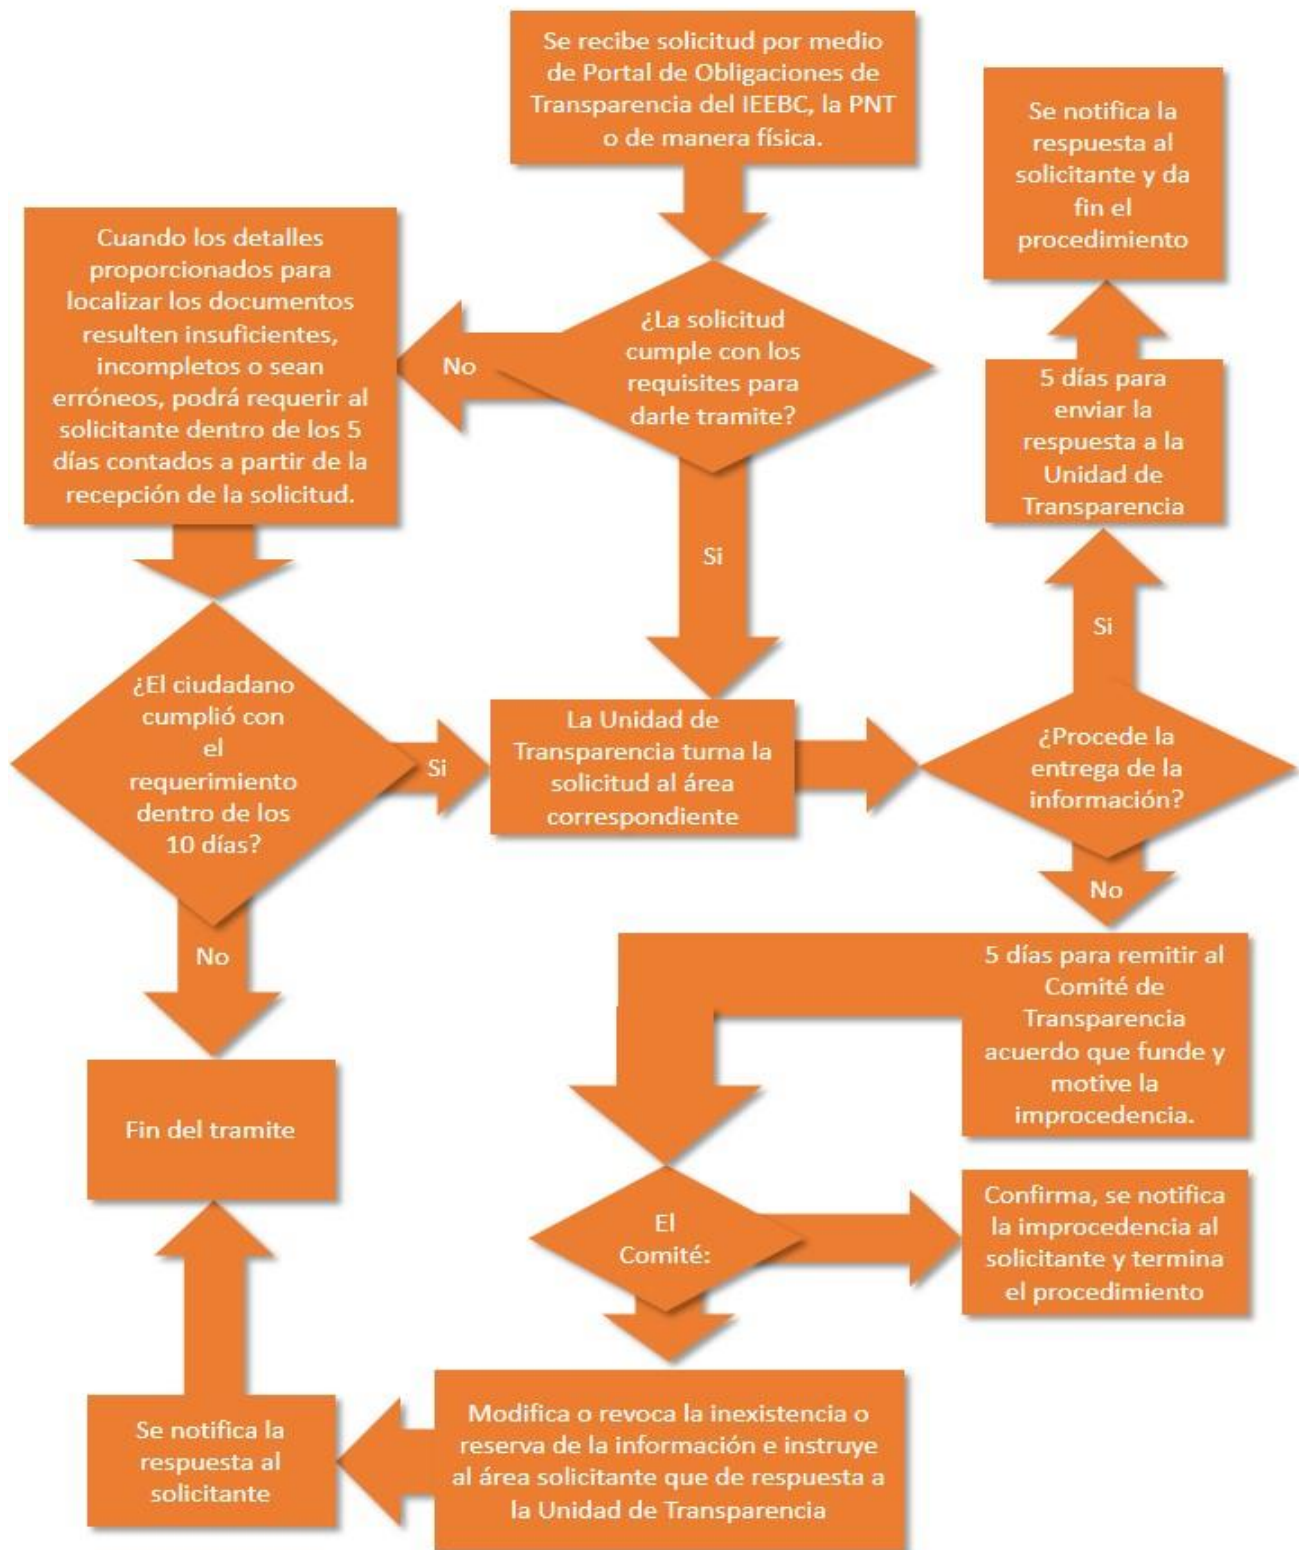 Se recibe solicitud por medio
de Portal de Obligaciones de
Transparencia del IEEBC, la PNT
o de manera física.
¿La solicitud
cumple con los
requisites para
darle tramite?
No
Cuando los detalles
proporcionados para
localizar los documentos
resulten insuficientes,
incompletos o sean
erróneos, podrá requerir al
solicitante dentro de los 5
días contados a partir de la
recepción de la solicitud.
Si
¿El ciudadano
cumplió con
el
requerimiento
dentro de los
10 días?
Si
No
Fin del tramite
La Unidad de
Transparencia turna la
solicitud al área
correspondiente
¿Procede la
entrega de la
información?
Si
5 días para
enviar la
respuesta a la
Unidad de
Transparencia
Se notifica la
respuesta al
solicitante y da
fin el
procedimiento
No
5 días para remitir al
Comité de
Transparencia
acuerdo que funde y
motive la
improcedencia.
El
Comité:
Confirma, se notifica
la improcedencia al
solicitante y termina
el procedimiento
Modifica o revoca la inexistencia o
reserva de la información e instruye
al área solicitante que de respuesta a
la Unidad de Transparencia
Se notifica la
respuesta al
solicitante